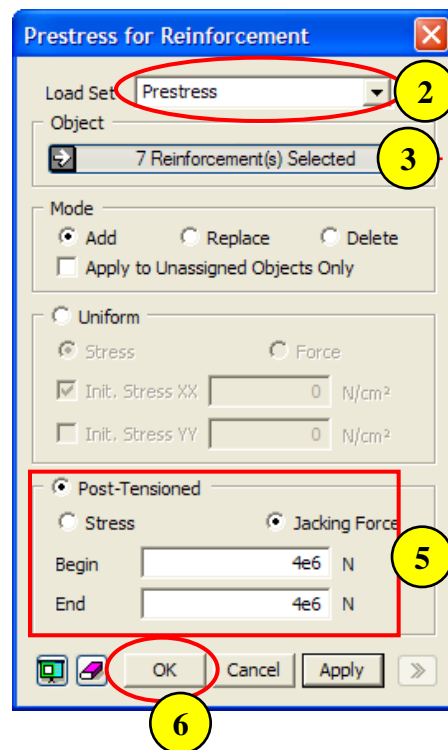 Prestress for Reinforcement
Load Set Prestress 2
Object
7 Reinforcement(s) Selected 3
Mode
Add Replace Delete
Apply to Unassigned Objects Only
Uniform
Stress Force
Init. Stress XX 0 N/cm²
Init. Stress YY 0 N/cm²
Post-Tensioned
Stress Jacking Force
5
Begin 4e6 N
End 4e6 N
OK Cancel Apply
6